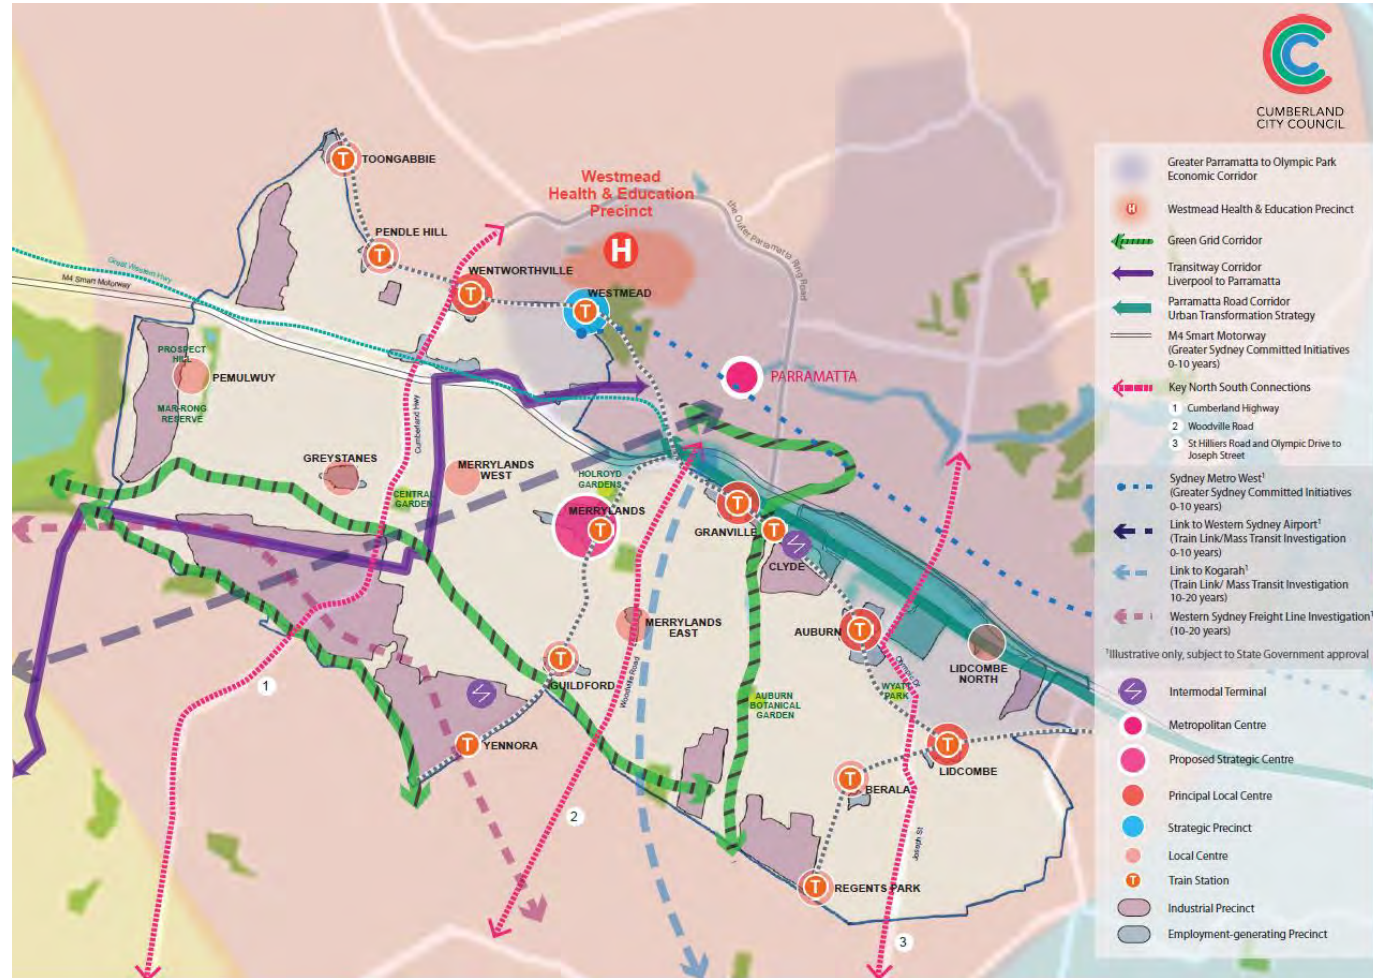 CUMBERLAND
CITY COUNCIL
TOONGABBIE
Westmead
Health & Education
Precinct
PENDLE HILL
the Outer Parramatta Ring Road
Great Western Hwy
M4 Smart Motorway
WENTWORTHVILLE
H
WESTMEAD
PROSPECT
HILL
PEMULWUY
PARRAMATTA
MAR-RONG
RESERVE
Cumberland Hwy
GREYSTANES
MERRYLANDS
WEST
CENTRAL
GARDEN
HOLROYD
GARDENS
MERRYLANDS
GRANVILLE
CLYDE
MERRYLANDS
EAST
AUBURN
Woodville Road
Olympic Dr
LIDCOMBE
NORTH
1
GUILDFORD
WYATT
PARK
AUBURN
BOTANICAL
GARDEN
YENNORA
LIDCOMBE
BERALA
2
Joseph St
REGENTS PARK
3
T
T
T
T
T
T
T
T
T
T
T
T
T
T
Greater Parramatta to Olympic Park
Economic Corridor
H
Westmead Health & Education Precinct
Green Grid Corridor
Transitway Corridor
Liverpool to Parramatta
Parramatta Road Corridor
Urban Transformation Strategy
M4 Smart Motorway
(Greater Sydney Committed Initiatives
0-10 years)
Key North South Connections
1 Cumberland Highway
2 Woodville Road
3 St Hilliers Road and Olympic Drive to
Joseph Street
Sydney Metro West¹
(Greater Sydney Committed Initiatives
0-10 years)
Link to Western Sydney Airport¹
(Train Link/Mass Transit Investigation
0-10 years)
Link to Kogarah¹
(Train Link/ Mass Transit Investigation
10-20 years)
Western Sydney Freight Line Investigation¹
(10-20 years)
¹Illustrative only, subject to State Government approval
Intermodal Terminal
Metropolitan Centre
Proposed Strategic Centre
Principal Local Centre
Strategic Precinct
Local Centre
T Train Station
Industrial Precinct
Employment-generating Precinct